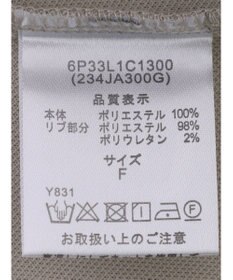 6P33L1C1300
(234JA300G)
品質表示
本体 ポリエステル 100%
リブ部分 ポリエステル 98%
ポリウレタン 2%
サイズ
F
Y831
お取扱い上のご注意